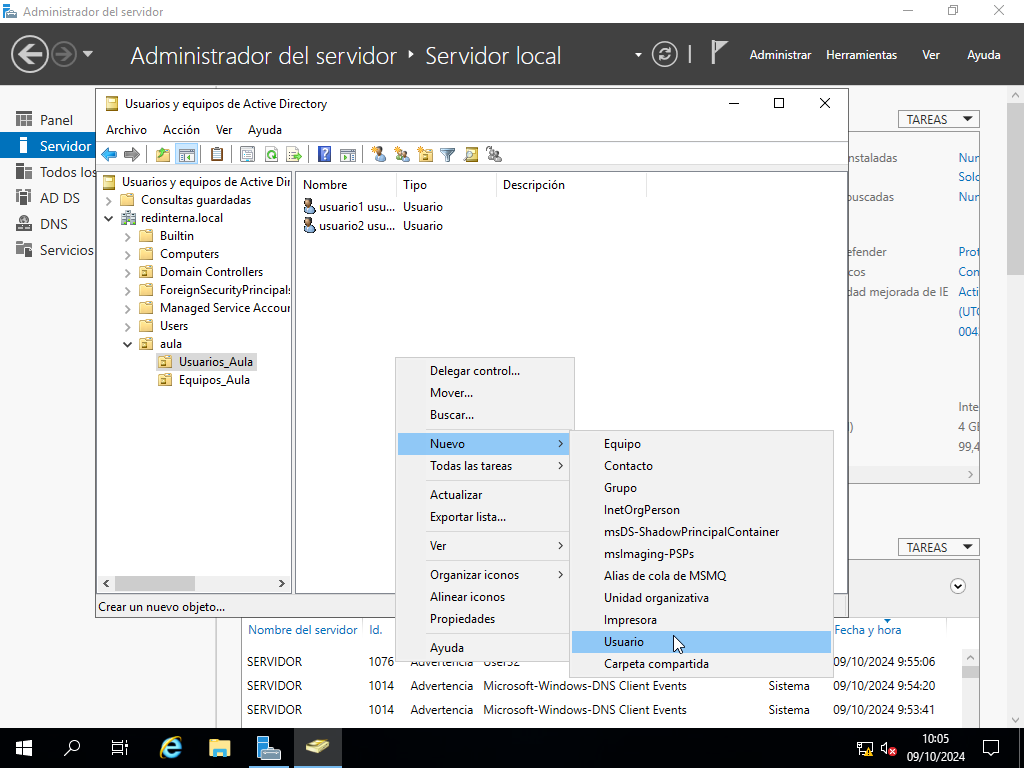 Administrador del servidor
Administrador del servidor
Servidor local
Administrar
Herramientas
Ver
Ayuda
Panel
Servidor
Todos los
AD DS
DNS
Servicios
Usuarios y equipos de Active Directory
Archivo
Acción
Ver
Ayuda
Usuarios y equipos de Active Dir
Consultas guardadas
redinterna.local
Builtin
Computers
Domain Controllers
ForeignSecurityPrincipals
Managed Service Accour
Users
aula
Usuarios_Aula
Equipos_Aula
Nombre Tipo Descripción
usuario1 usu... Usuario
usuario2 usu... Usuario
Crear un nuevo objeto...
Delegar control...
Mover...
Buscar...
Nuevo
Todas las tareas
Actualizar
Exportar lista...
Ver
Organizar iconos
Alinear iconos
Propiedades
Ayuda
Equipo
Contacto
Grupo
InetOrgPerson
msDS-ShadowPrincipalContainer
msImaging-PSPs
Alias de cola de MSMQ
Unidad organizativa
Impresora
Usuario
Carpeta compartida
TAREAS
nstaladas Nun
Solo
buscadas Nun
efender Prot
icos Con
dad mejorada de IE Acti
(UTC
004.
Inte
4 GE
99,4
TAREAS
Nombre del servidor Id. Fecha y hora
SERVIDOR 1076 Advertencia User32 09/10/2024 9:55:06
SERVIDOR 1014 Advertencia Microsoft-Windows-DNS Client Events Sistema 09/10/2024 9:54:20
SERVIDOR 1014 Advertencia Microsoft-Windows-DNS Client Events Sistema 09/10/2024 9:53:41
10:05
09/10/2024